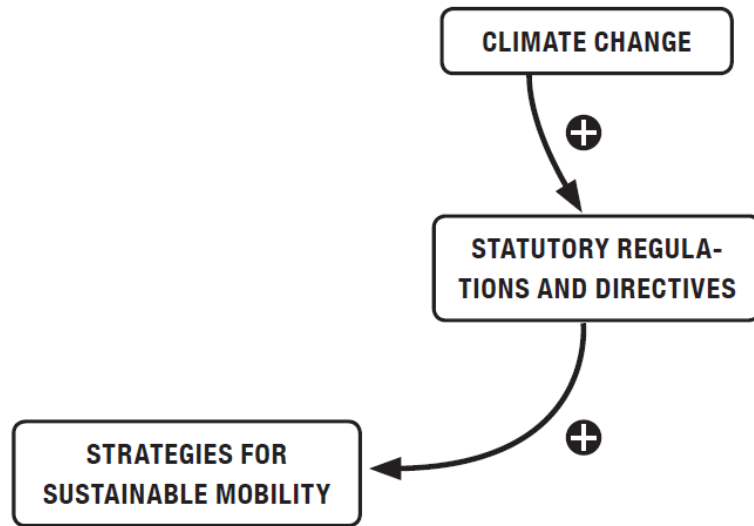 CLIMATE CHANGE
STATUTORY REGULA-
TIONS AND DIRECTIVES
STRATEGIES FOR
SUSTAINABLE MOBILITY